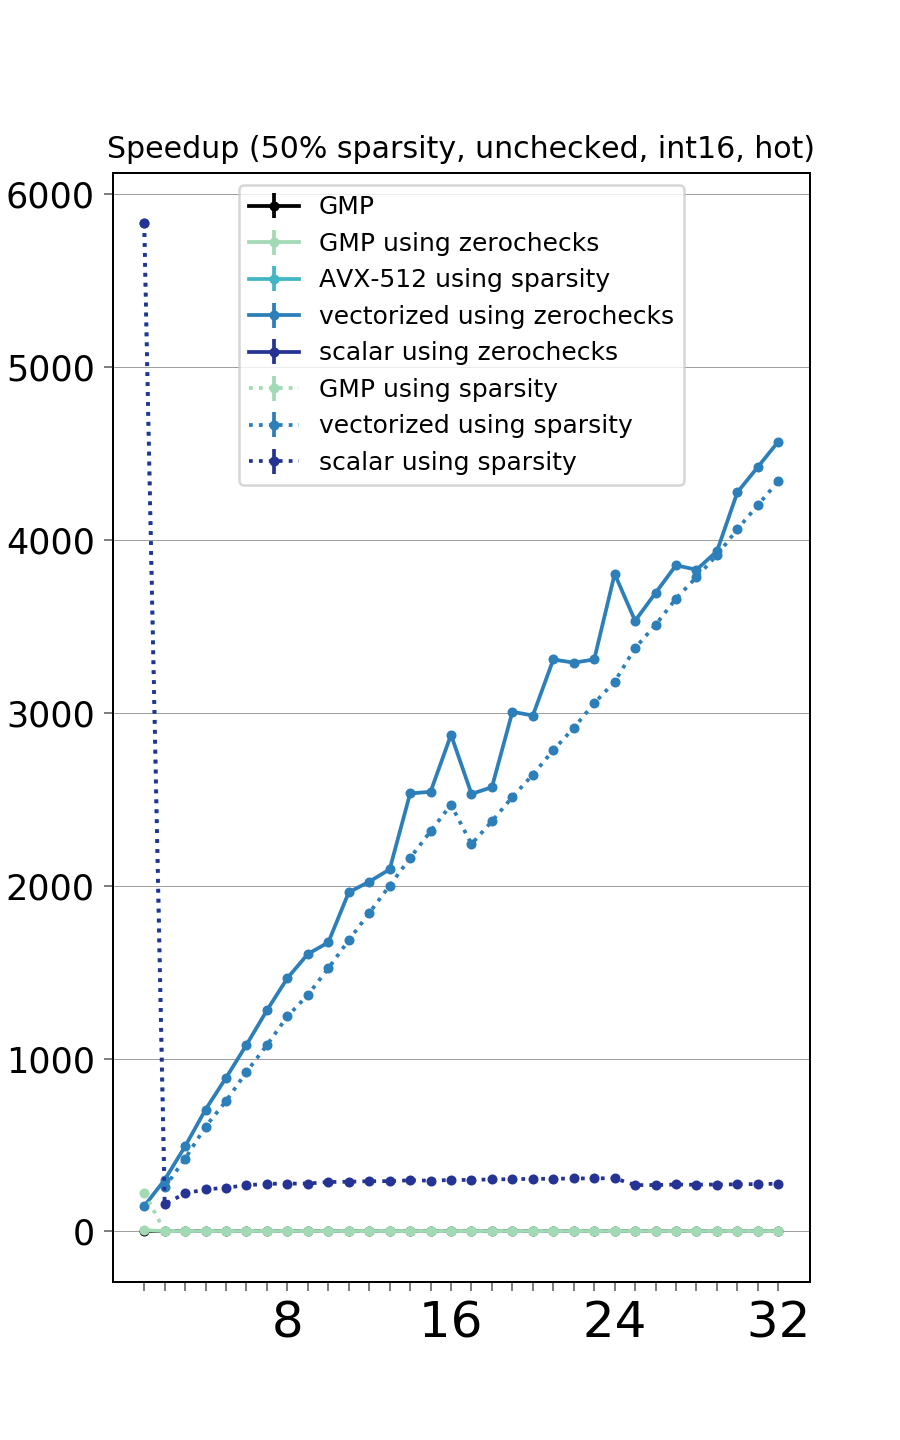 Speedup (50% sparsity, unchecked, int16, hot)
6000
5000
4000
3000
2000
1000
0
GMP
GMP using zerochecks
AVX-512 using sparsity
vectorized using zerochecks
scalar using zerochecks
GMP using sparsity
vectorized using sparsity
scalar using sparsity
8 16 24 32